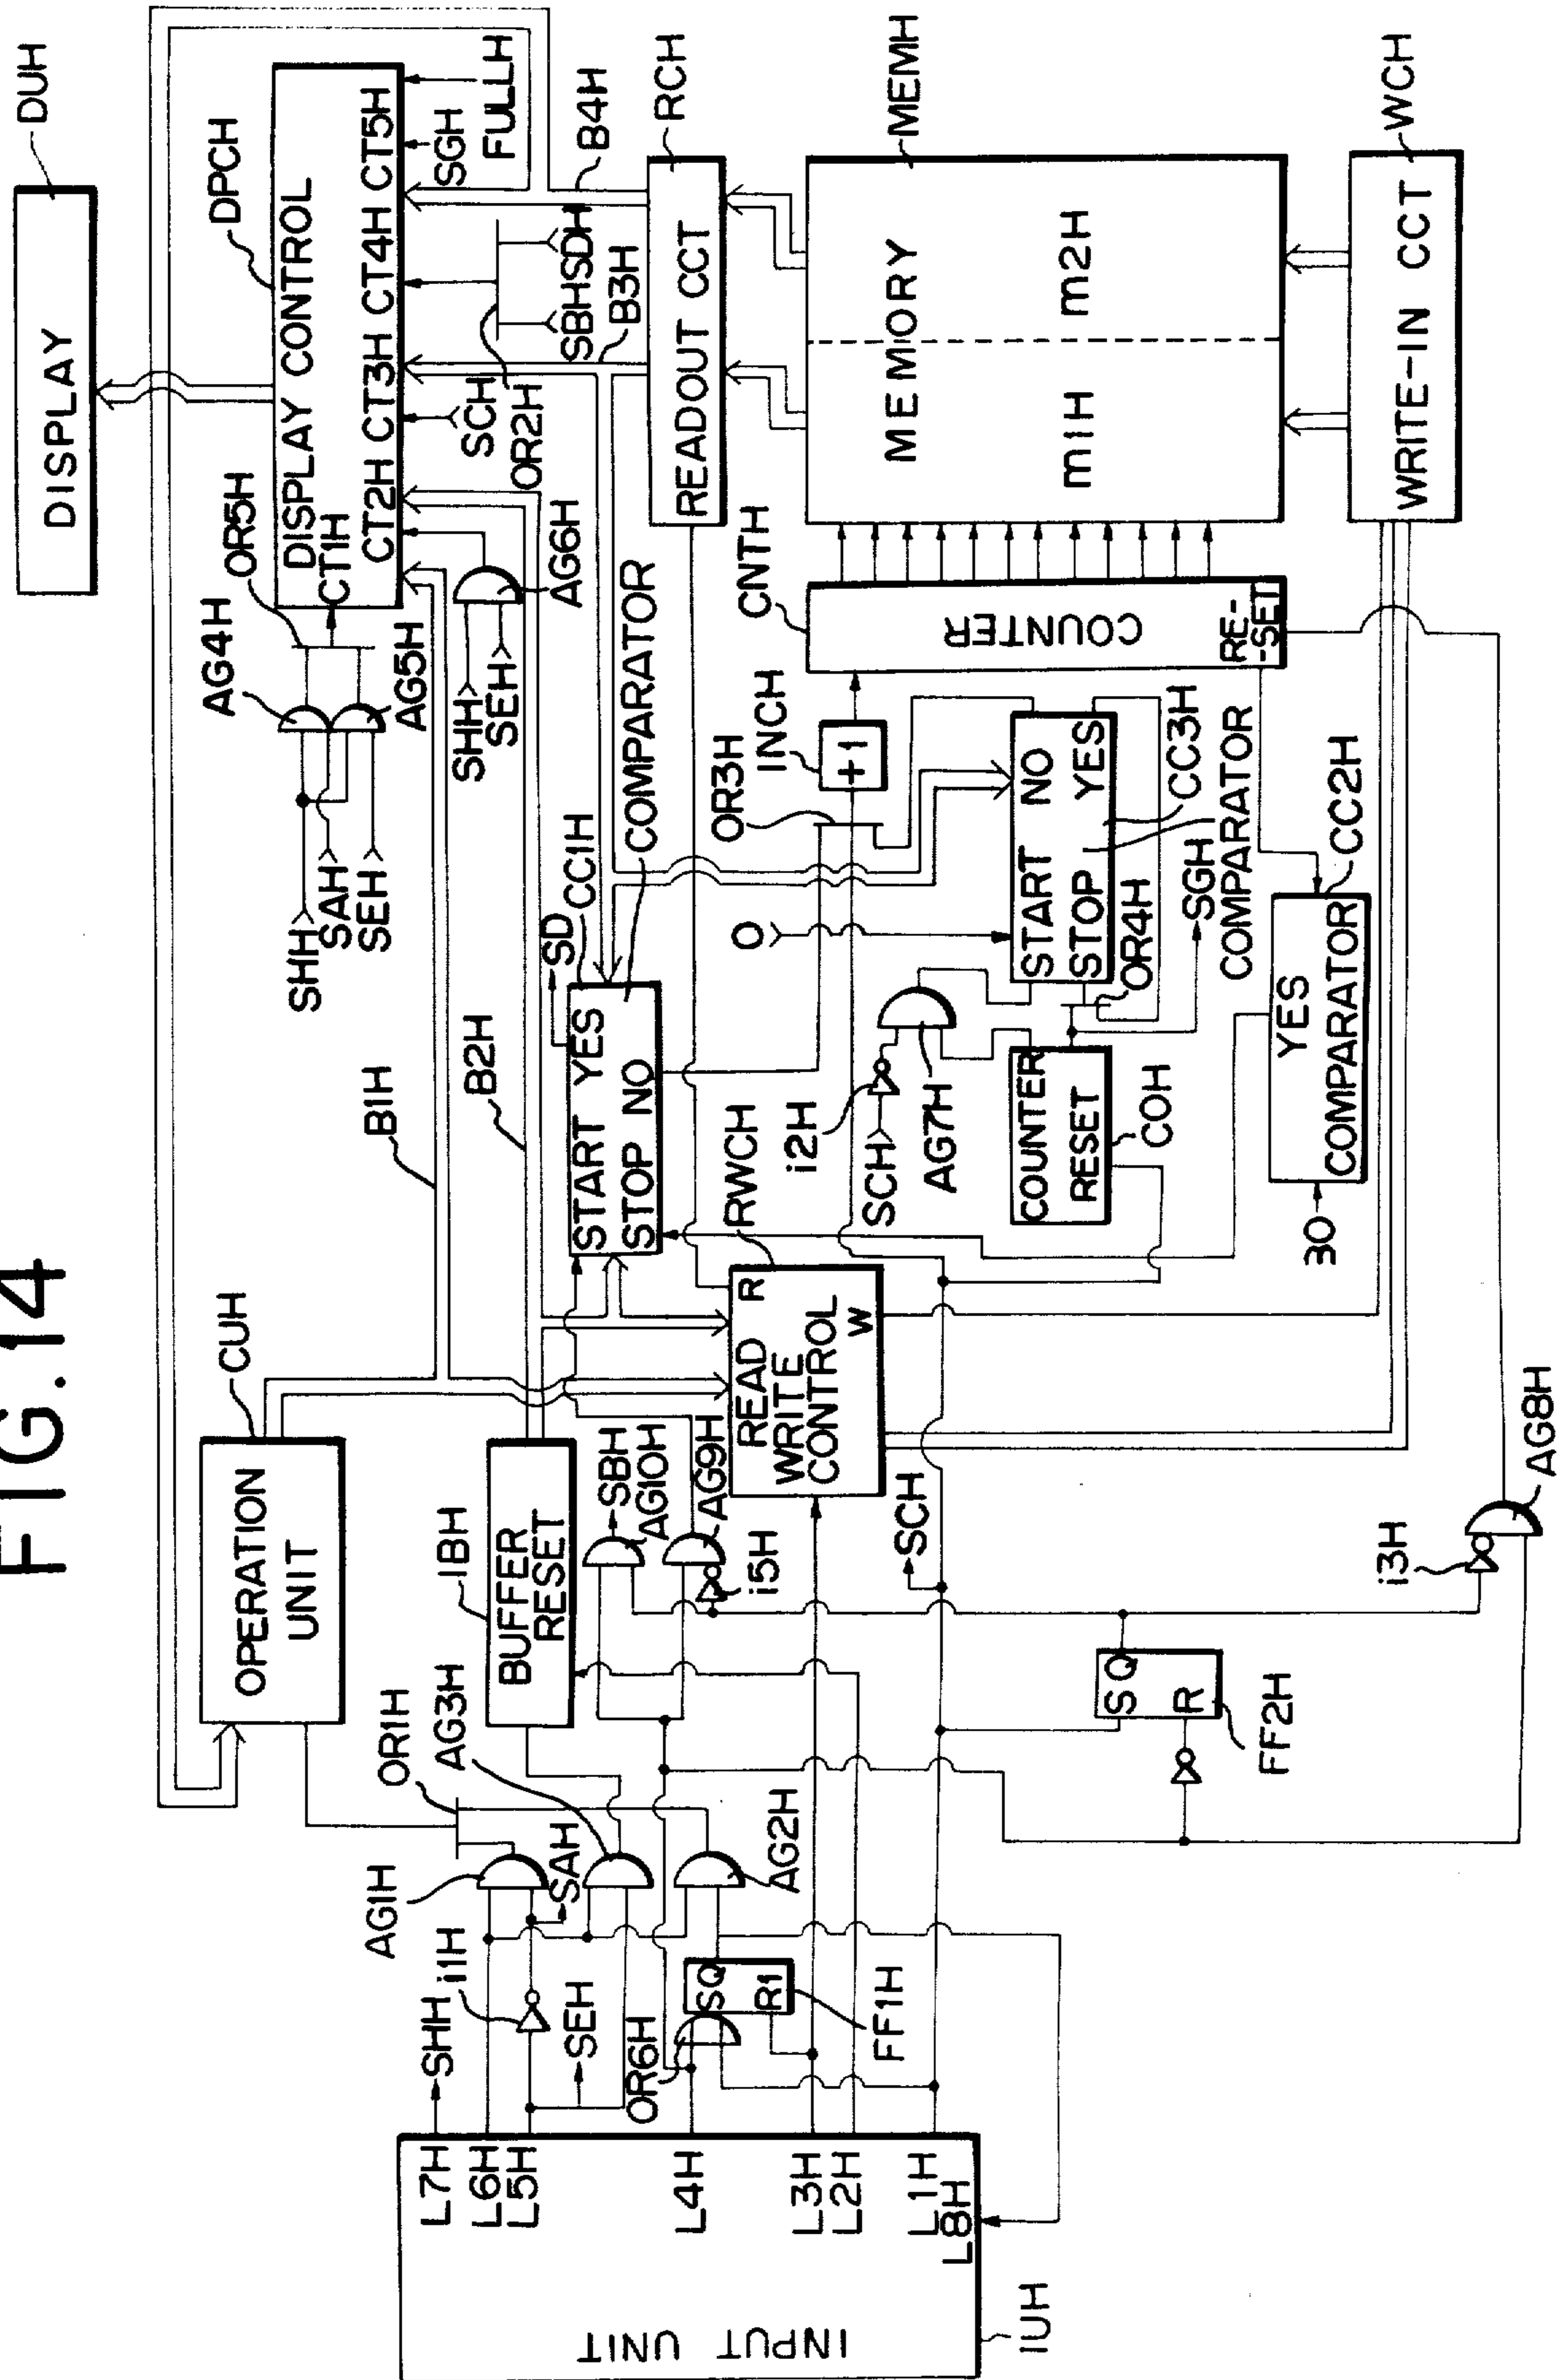 FIG.14
DUH
DISPLAY
DPCH
DISPLAY CONTROL
CT1H
CT2H CT3H CT4H CT5H
OR5H
AG4H
AG5H
SHH
SAH
SEH
SHH
SEH
AG6H
SCH
OR2H
SBH
SDH
SGH
FULLH
B3H
B4H
RCH
READOUT CCT
MEMH
MEMORY
m1H
m2H
WCH
WRITE-IN CCT
CNTH
COUNTER
RE-
-SET
INCH
+1
OR3H
B1H
B2H
COMPARATOR
CC1H
SD
START YES
STOP NO
CUH
OPERATION
UNIT
IBH
BUFFER
RESET
SBH
AG10H
AG9H
i5H
RWCH
READ R
WRITE
CONTROL W
O
START NO
STOP YES
CC3H
COMPARATOR
OR4H
SGH
i2H
SCH
AG7H
COUNTER
RESET
COH
CC2H
YES
COMPARATOR
30
SCH
i3H
AG8H
S Q
R
FF2H
OR1H
AG3H
AG1H
SAH
AG2H
i1H
SHH
SEH
OR6H
S Q
R1
FF1H
L7H
L6H
L5H
L4H
L3H
L2H
L1H
L8H
INPUT UNIT
IUH